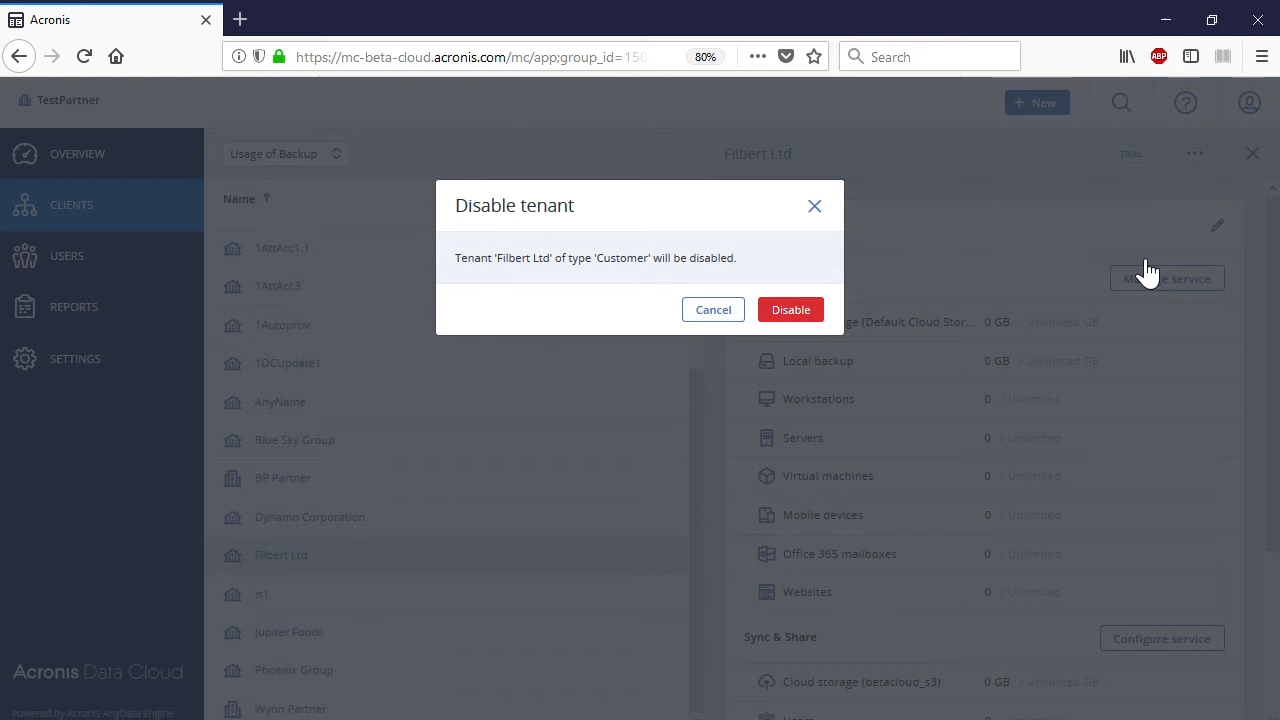 Acronis
https://mc-beta-cloud.acronis.com/mc/app;group_id=150
80%
Search
ABP
TestPartner
+ New
OVERVIEW
CLIENTS
USERS
REPORTS
SETTINGS
Acronis Data Cloud
Powered by Acronis AnyData Engine
Usage of Backup
Name
1AttAcc1.1
1AttAcc3
1Autoprov
1DCUpdate1
AnyName
Blue Sky Group
BP Partner
Dynamo Corporation
Filbert Ltd
is1
Jupiter Foods
Phoenix Group
Wynn Partner
Filbert Ltd
TRIAL
Disable tenant
Tenant 'Filbert Ltd' of type 'Customer' will be disabled.
Cancel
Disable
service
(Default Cloud Stor... 0 GB / Unlimited GB
Local backup 0 GB / Unlimited GB
Workstations 0 / Unlimited
Servers 0 / Unlimited
Virtual machines 0 / Unlimited
Mobile devices 0 / Unlimited
Office 365 mailboxes 0 / Unlimited
Websites 0 / Unlimited
Sync & Share
Configure service
Cloud storage (betacloud_s3) 0 GB / Unlimited GB